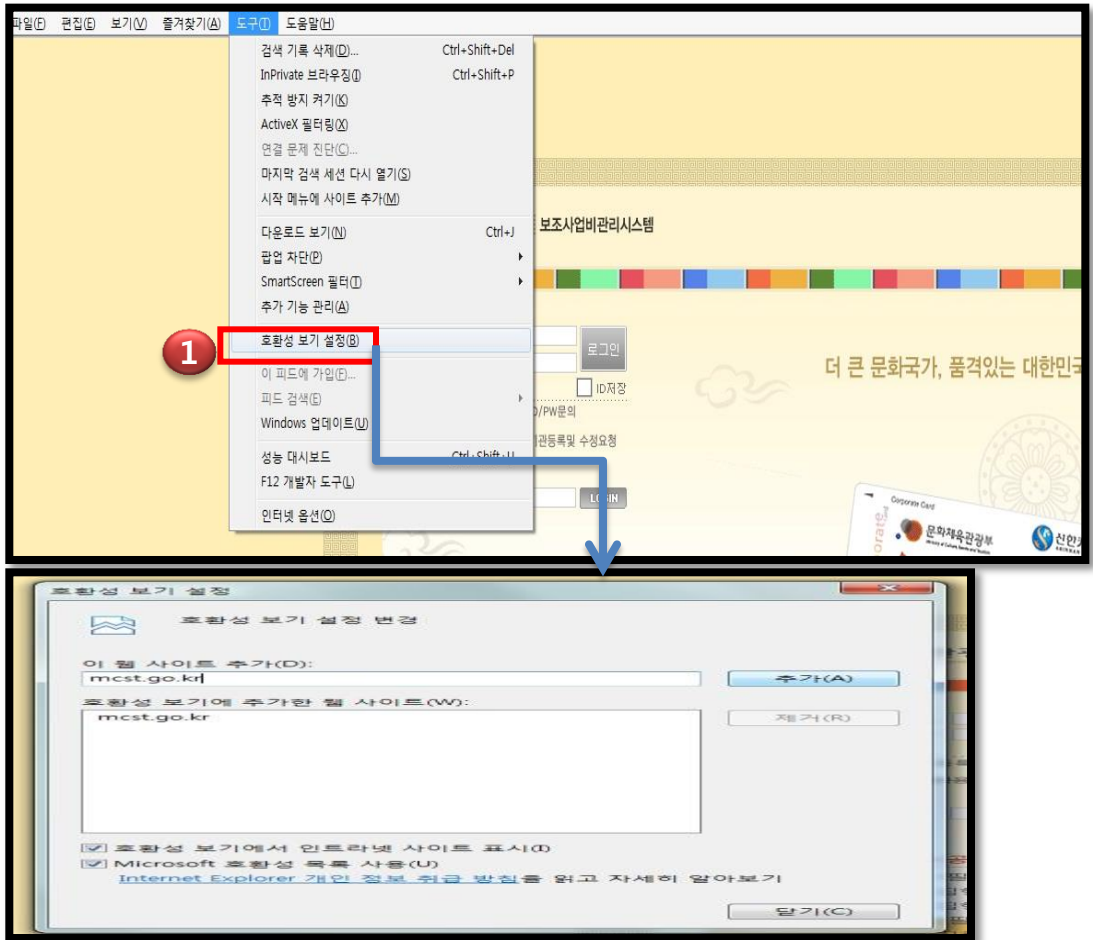 파일(F) 편집(E) 보기(V) 즐겨찾기(A) 도구(T) 도움말(H)
검색 기록 삭제(D)... Ctrl+Shift+Del
InPrivate 브라우징(I) Ctrl+Shift+P
추적 방지 켜기(K)
ActiveX 필터링(X)
연결 문제 진단(C)...
마지막 검색 세션 다시 열기(S)
시작 메뉴에 사이트 추가(M)
다운로드 보기(N) Ctrl+J
팝업 차단(P)
SmartScreen 필터(T)
추가 기능 관리(A)
1
호환성 보기 설정(B)
이 피드에 가입(F)...
피드 검색(E)
Windows 업데이트(U)
성능 대시보드 Ctrl+Shift+U
F12 개발자 도구(L)
인터넷 옵션(O)
보조사업비관리시스템
로그인
ID저장
/PW문의
관등록및 수정요청
LOGIN
더 큰 문화국가, 품격있는 대한민국
Corporate Card
문화체육관광부
신한
호환성 보기 설정
호환성 보기 설정 변경
이 웹 사이트 추가(D):
mcst.go.kr 추가(A)
호환성 보기에 추가한 웹 사이트(W):
mcst.go.kr 제거(R)
호환성 보기에서 인트라넷 사이트 표시(I)
Microsoft 호환성 목록 사용(U)
Internet Explorer 개인 정보 취급 방침을 읽고 자세히 알아보기
닫기(C)